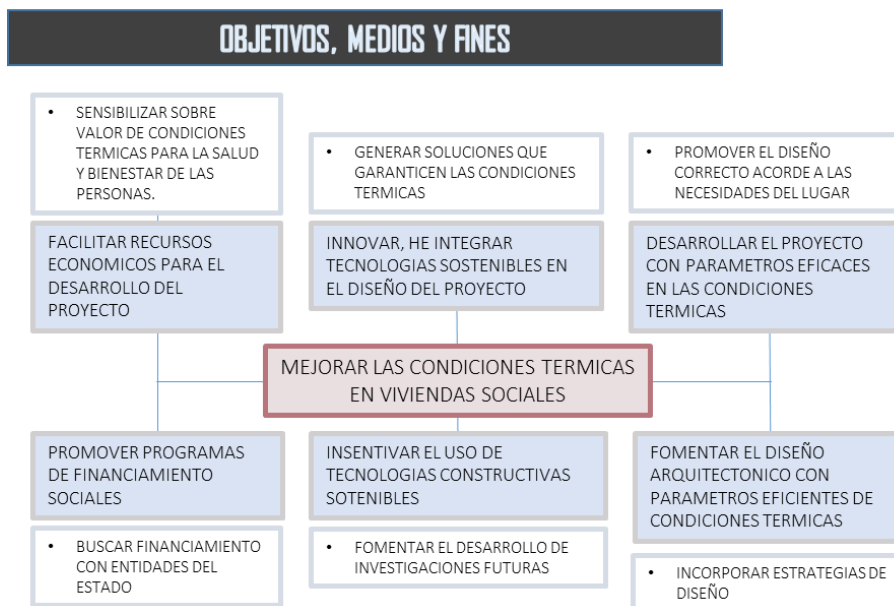 OBJETIVOS, MEDIOS Y FINES
• SENSIBILIZAR SOBRE
VALOR DE CONDICIONES
TERMICAS PARA LA SALUD
Y BIENESTAR DE LAS
PERSONAS.
• GENERAR SOLUCIONES QUE
GARANTICEN LAS CONDICIONES
TERMICAS
• PROMOVER EL DISEÑO
CORRECTO ACORDE A LAS
NECESIDADES DEL LUGAR
FACILITAR RECURSOS
ECONOMICOS PARA EL
DESARROLLO DEL
PROYECTO
INNOVAR, HE INTEGRAR
TECNOLOGIAS SOSTENIBLES EN
EL DISEÑO DEL PROYECTO
DESARROLLAR EL PROYECTO
CON PARAMETROS EFICACES
EN LAS CONDICIONES
TERMICAS
MEJORAR LAS CONDICIONES TERMICAS
EN VIVIENDAS SOCIALES
PROMOVER PROGRAMAS
DE FINANCIAMIENTO
SOCIALES
INSENTIVAR EL USO DE
TECNOLOGIAS CONSTRUCTIVAS
SOTENIBLES
FOMENTAR EL DISEÑO
ARQUITECTONICO CON
PARAMETROS EFICIENTES DE
CONDICIONES TERMICAS
• BUSCAR FINANCIAMIENTO
CON ENTIDADES DEL
ESTADO
• FOMENTAR EL DESARROLLO DE
INVESTIGACIONES FUTURAS
• INCORPORAR ESTRATEGIAS DE
DISEÑO